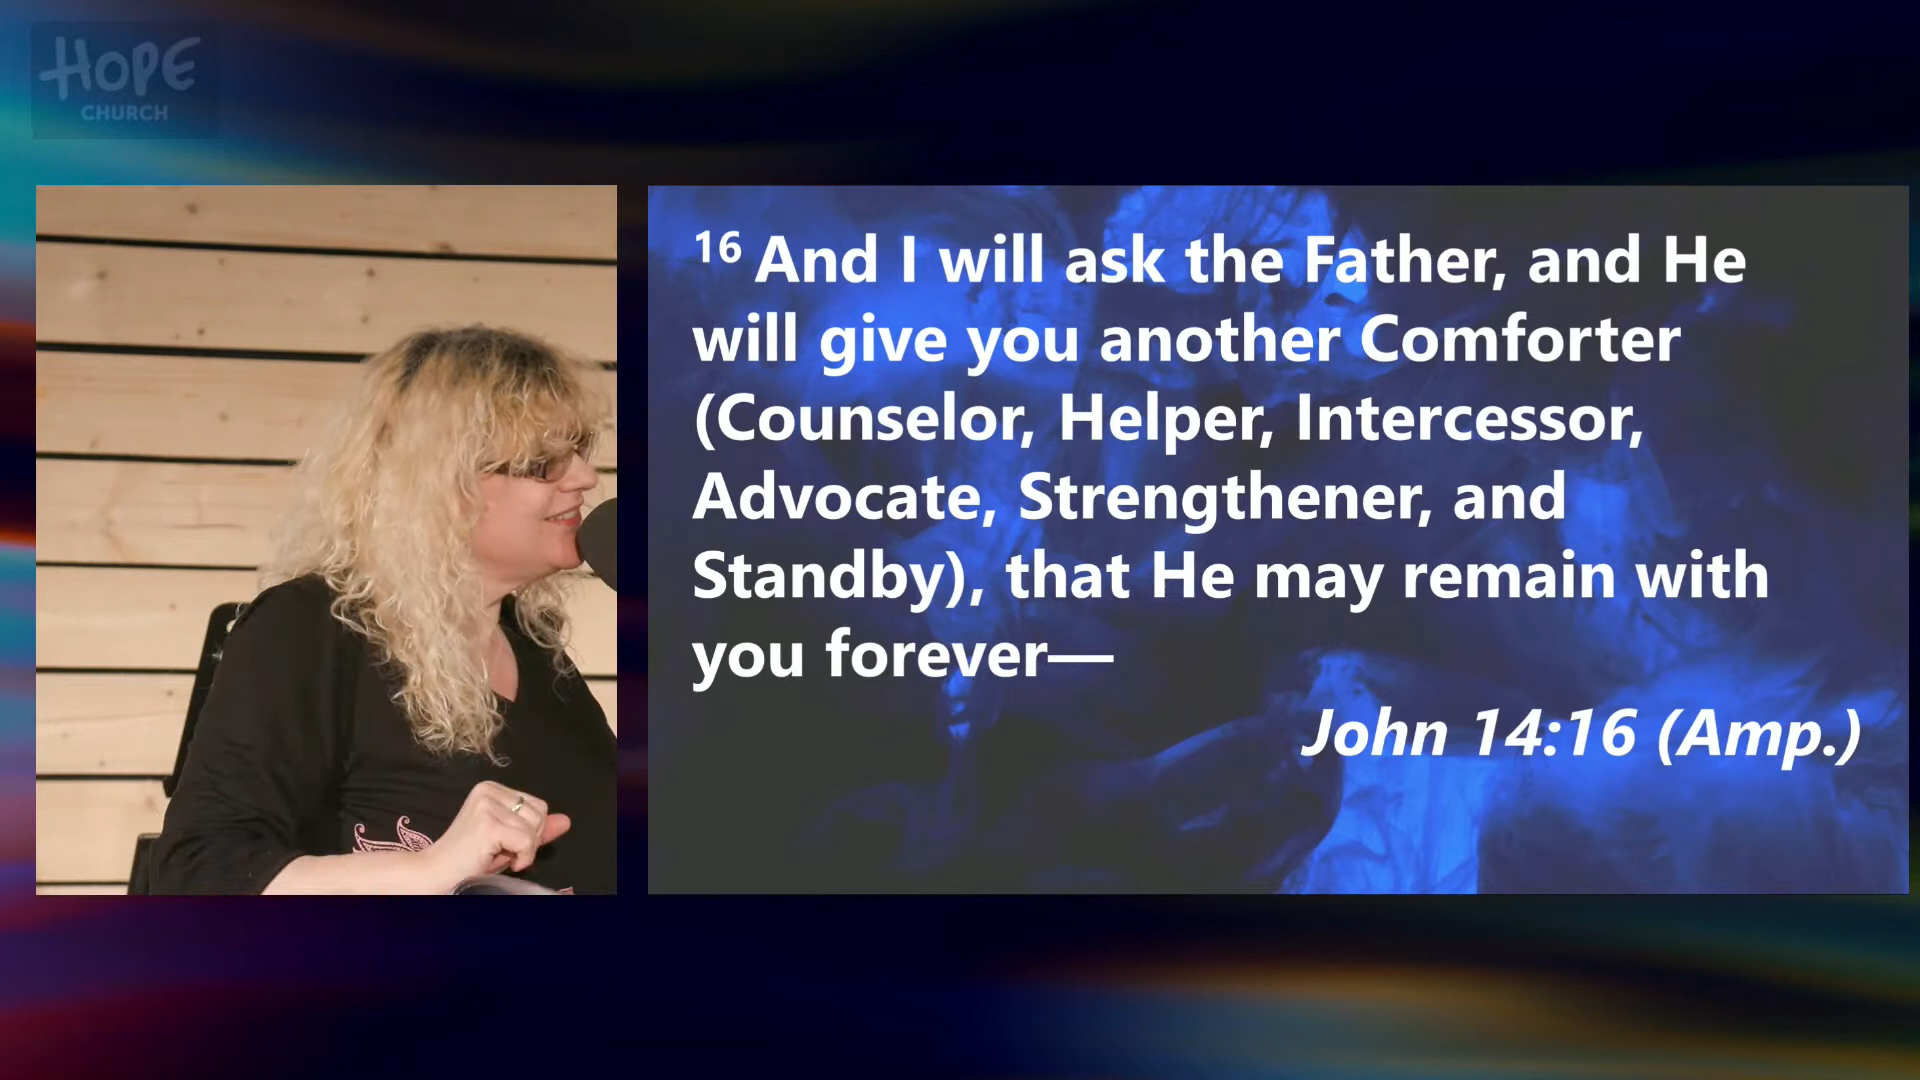 HOPE
CHURCH
16 And I will ask the Father, and He
will give you another Comforter
(Counselor, Helper, Intercessor,
Advocate, Strengthener, and
Standby), that He may remain with
you forever—
John 14:16 (Amp.)